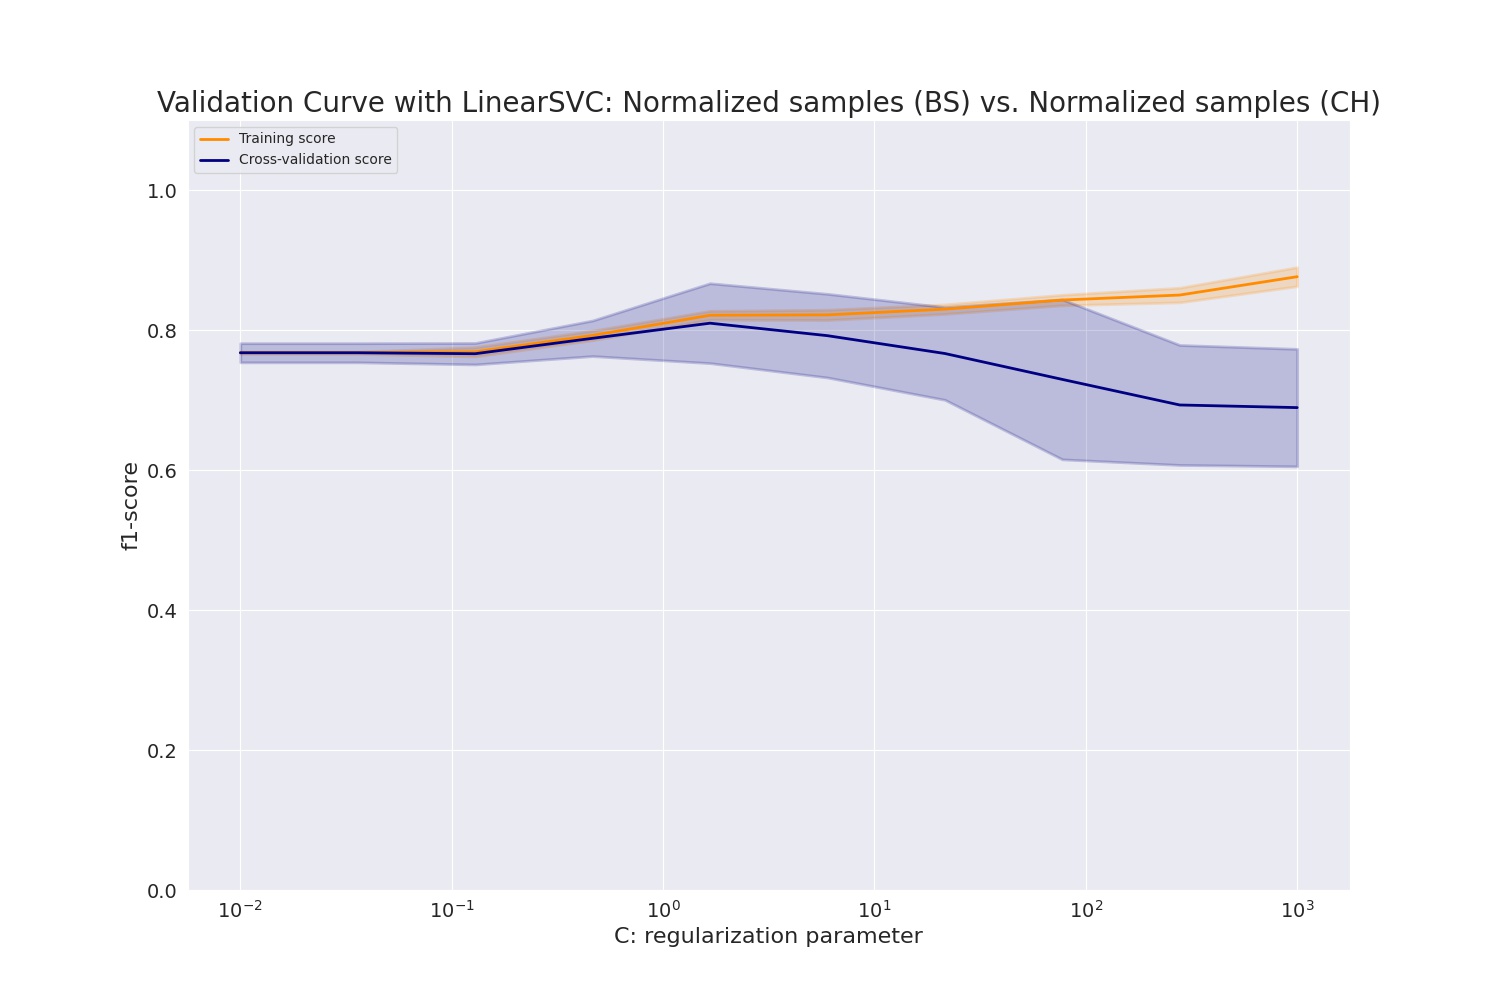 Validation Curve with LinearSVC: Normalized samples (BS) vs. Normalized samples (CH)
Training score
Cross-validation score
1.0
0.8
0.6
0.4
0.2
0.0
f1-score
10⁻² 10⁻¹ 10⁰ 10¹ 10² 10³
C: regularization parameter